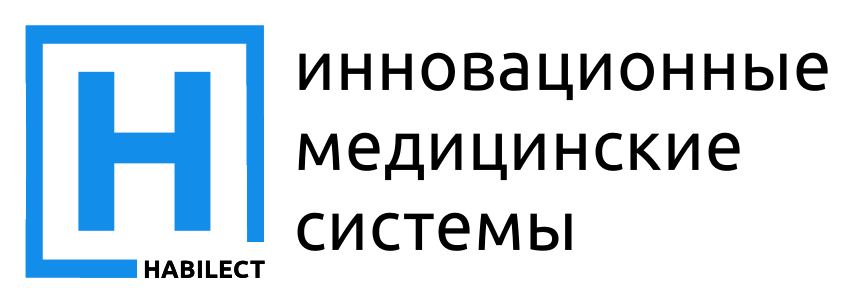 H
HABILECT
инновационные
медицинские
системы